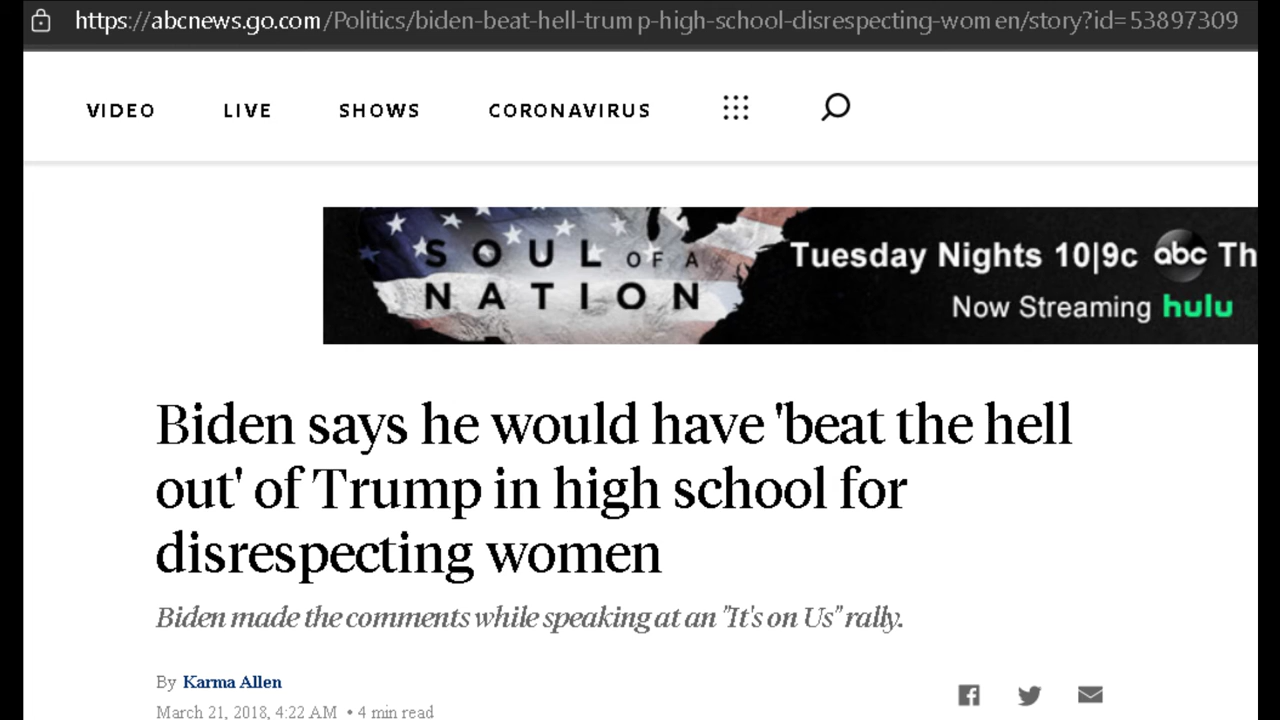 https://abcnews.go.com/Politics/biden-beat-hell-trump-high-school-disrespecting-women/story?id=53897309
VIDEO LIVE SHOWS CORONAVIRUS
SOUL OF A
NATION
Tuesday Nights 10|9c abc Th
Now Streaming hulu
Biden says he would have 'beat the hell
out' of Trump in high school for
disrespecting women
Biden made the comments while speaking at an "It's on Us" rally.
By Karma Allen
March 21, 2018, 4:22 AM • 4 min read